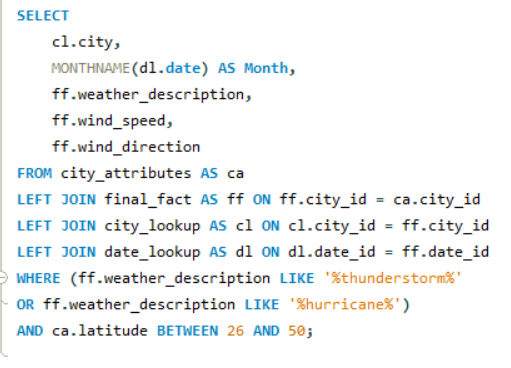 SELECT
cl.city,
MONTHNAME(dl.date) AS Month,
ff.weather_description,
ff.wind_speed,
ff.wind_direction
FROM city_attributes AS ca
LEFT JOIN final_fact AS ff ON ff.city_id = ca.city_id
LEFT JOIN city_lookup AS cl ON cl.city_id = ff.city_id
LEFT JOIN date_lookup AS dl ON dl.date_id = ff.date_id
WHERE (ff.weather_description LIKE '%thunderstorm%'
OR ff.weather_description LIKE '%hurricane%')
AND ca.latitude BETWEEN 26 AND 50;